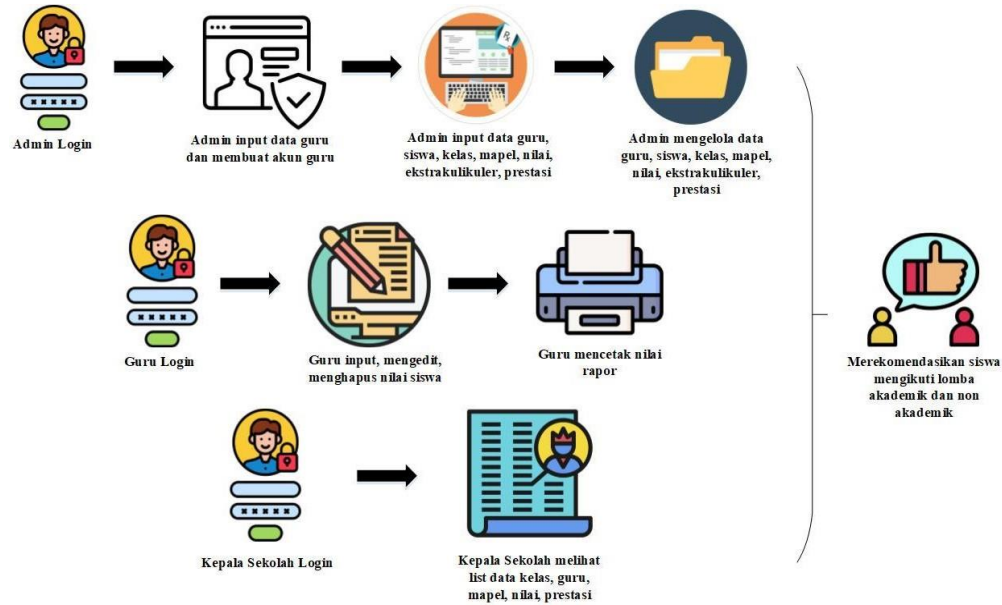 Admin Login
Admin input data guru
dan membuat akun guru
Admin input data guru,
siswa, kelas, mapel, nilai,
ekstrakulikuler, prestasi
Admin mengelola data
guru, siswa, kelas, mapel,
nilai, ekstrakulikuler,
prestasi
Guru Login
Guru input, mengedit,
menghapus nilai siswa
Guru mencetak nilai
rapor
Merekomendasikan siswa
mengikuti lomba
akademik dan non
akademik
Kepala Sekolah Login
Kepala Sekolah melihat
list data kelas, guru,
mapel, nilai, prestasi